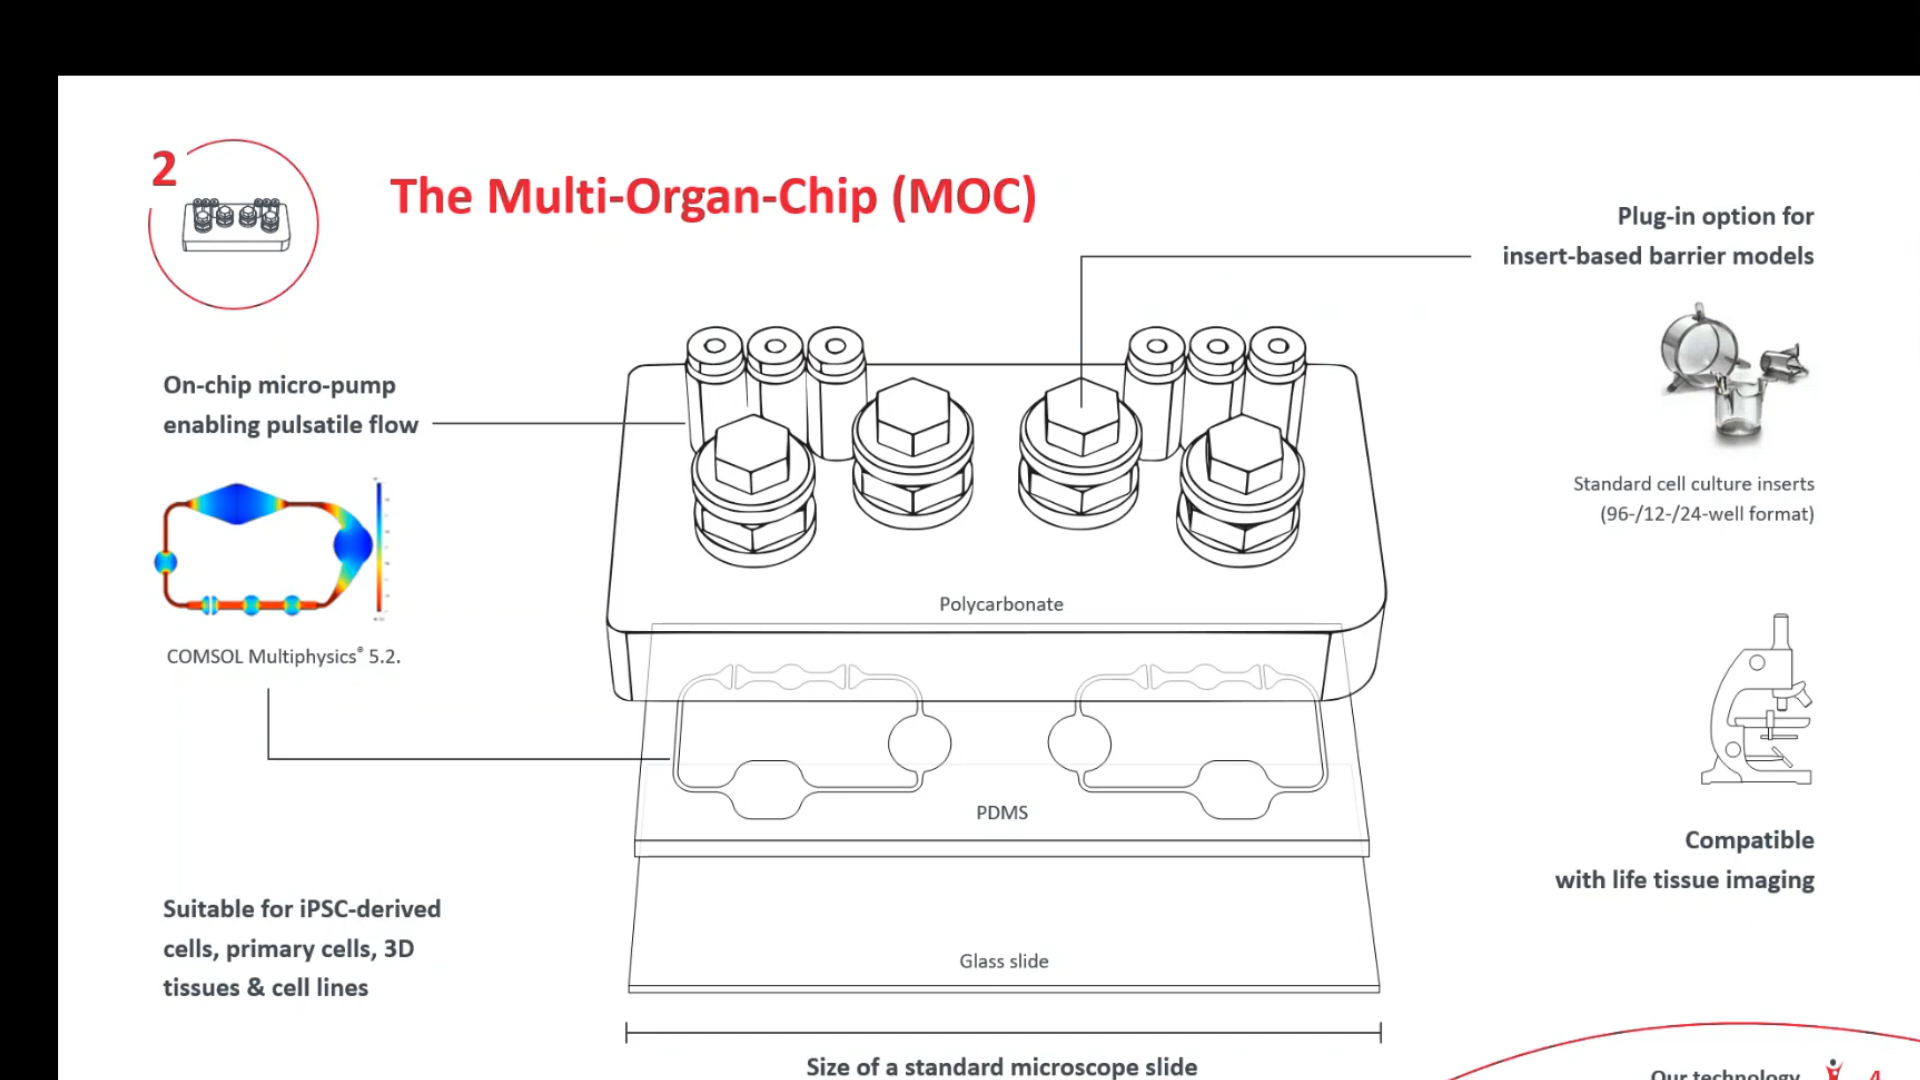 2
The Multi-Organ-Chip (MOC)
Plug-in option for
insert-based barrier models
On-chip micro-pump
enabling pulsatile flow
Standard cell culture inserts
(96-/12-/24-well format)
Polycarbonate
COMSOL Multiphysics® 5.2.
PDMS
Compatible
with life tissue imaging
Suitable for iPSC-derived
cells, primary cells, 3D
tissues & cell lines
Glass slide
Size of a standard microscope slide
Our technology
4